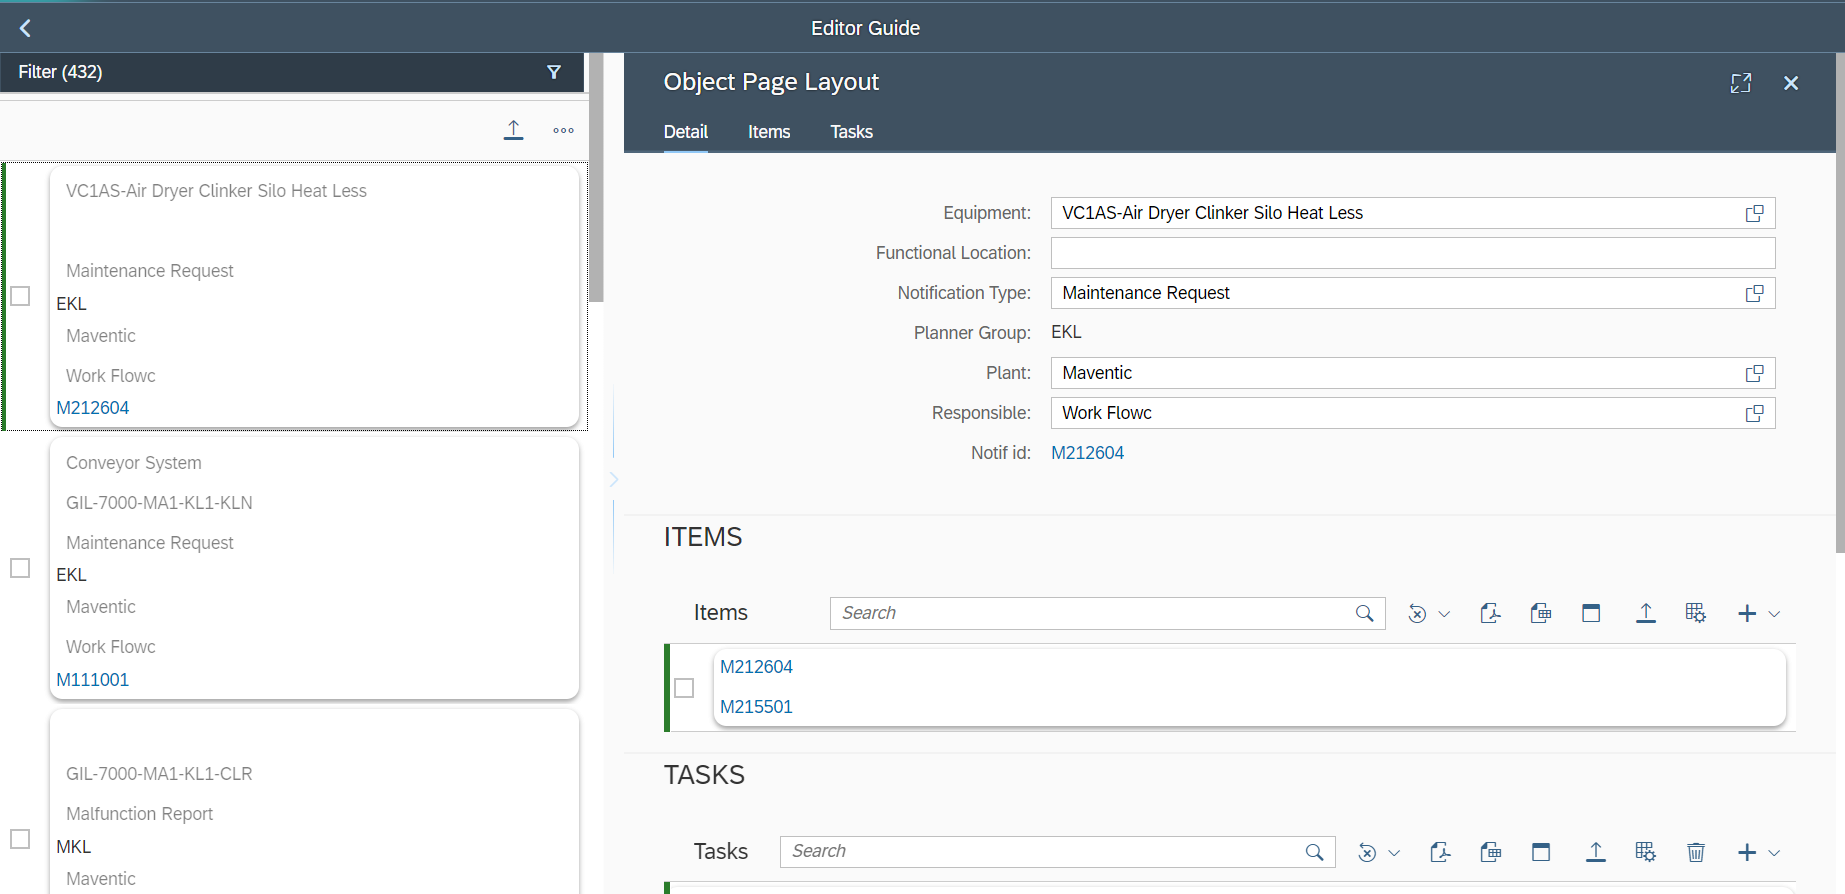 Editor Guide
Filter (432)
VC1AS-Air Dryer Clinker Silo Heat Less
Maintenance Request
EKL
Maventic
Work Flowc
M212604
Conveyor System
GIL-7000-MA1-KL1-KLN
Maintenance Request
EKL
Maventic
Work Flowc
M111001
GIL-7000-MA1-KL1-CLR
Malfunction Report
MKL
Maventic
Object Page Layout
Detail Items Tasks
Equipment: VC1AS-Air Dryer Clinker Silo Heat Less
Functional Location:
Notification Type: Maintenance Request
Planner Group: EKL
Plant: Maventic
Responsible: Work Flowc
Notif id: M212604
ITEMS
Items Search
M212604
M215501
TASKS
Tasks Search